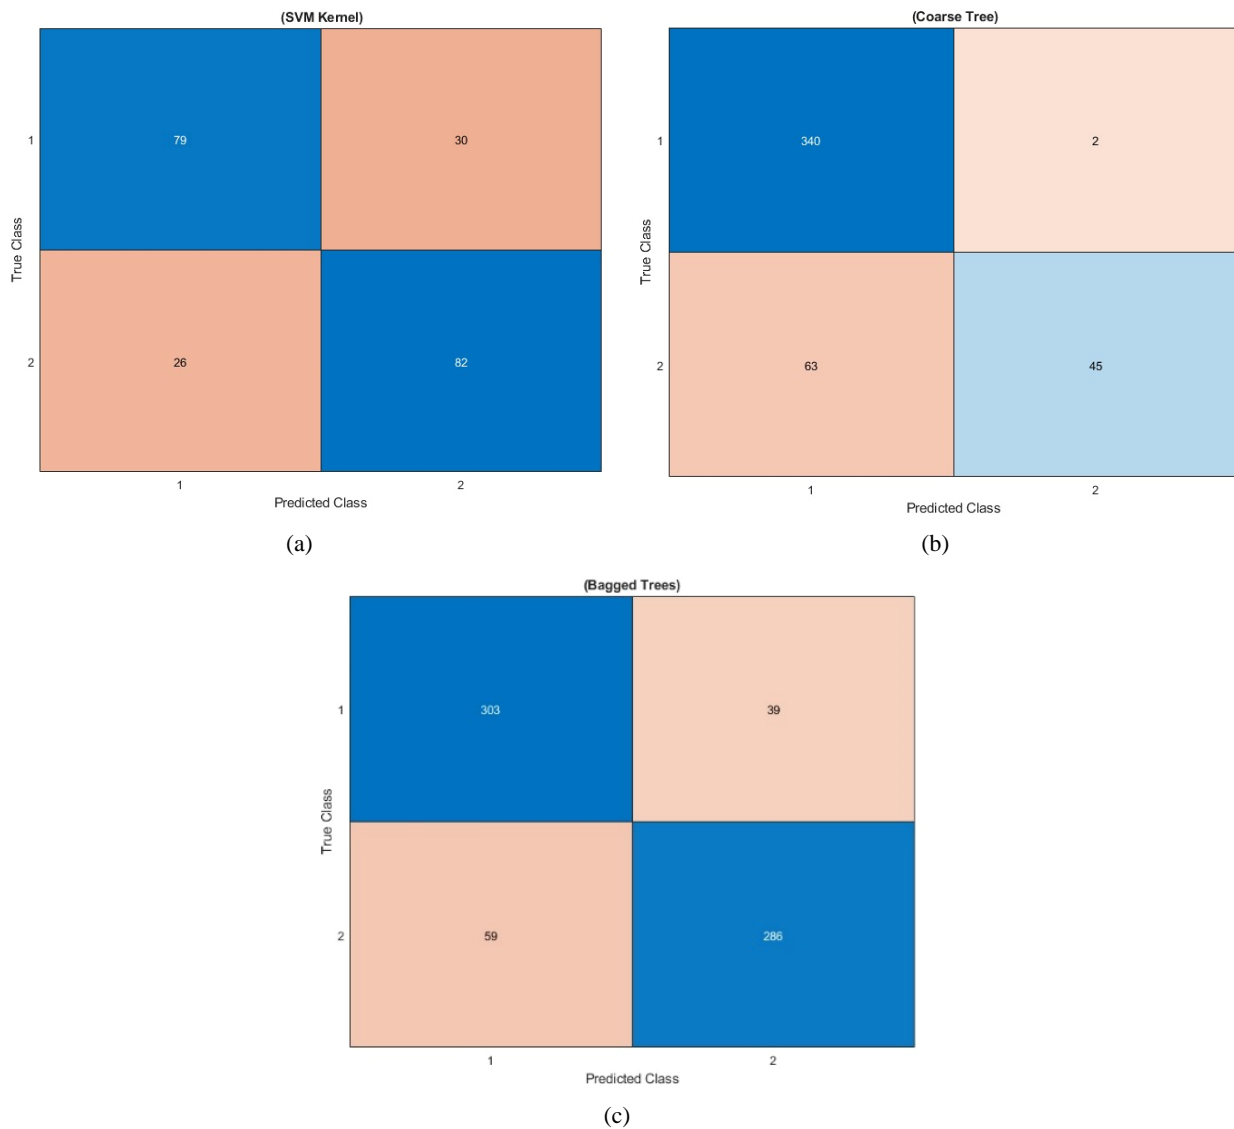 (SVM Kernel)
1
79
30
True Class
2
26
82
1
2
Predicted Class
(a)
(Coarse Tree)
1
340
2
True Class
2
63
45
1
2
Predicted Class
(b)
(Bagged Trees)
1
303
39
True Class
2
59
286
1
2
Predicted Class
(c)